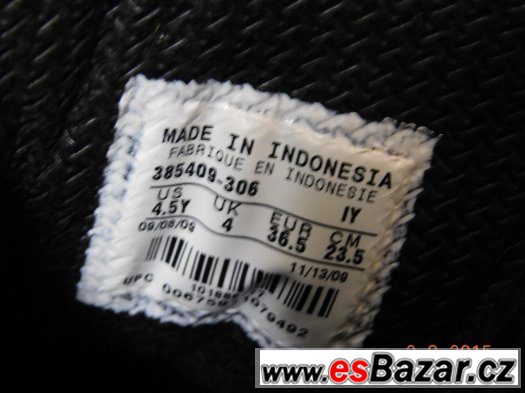 MADE IN INDONESIA
FABRIQUE EN INDONESIE
385409-306 IY
US UK EUR CM
4.5Y 4 36.5 23.5
09/08/09 11/13/09
UPC
www.esBazar.cz